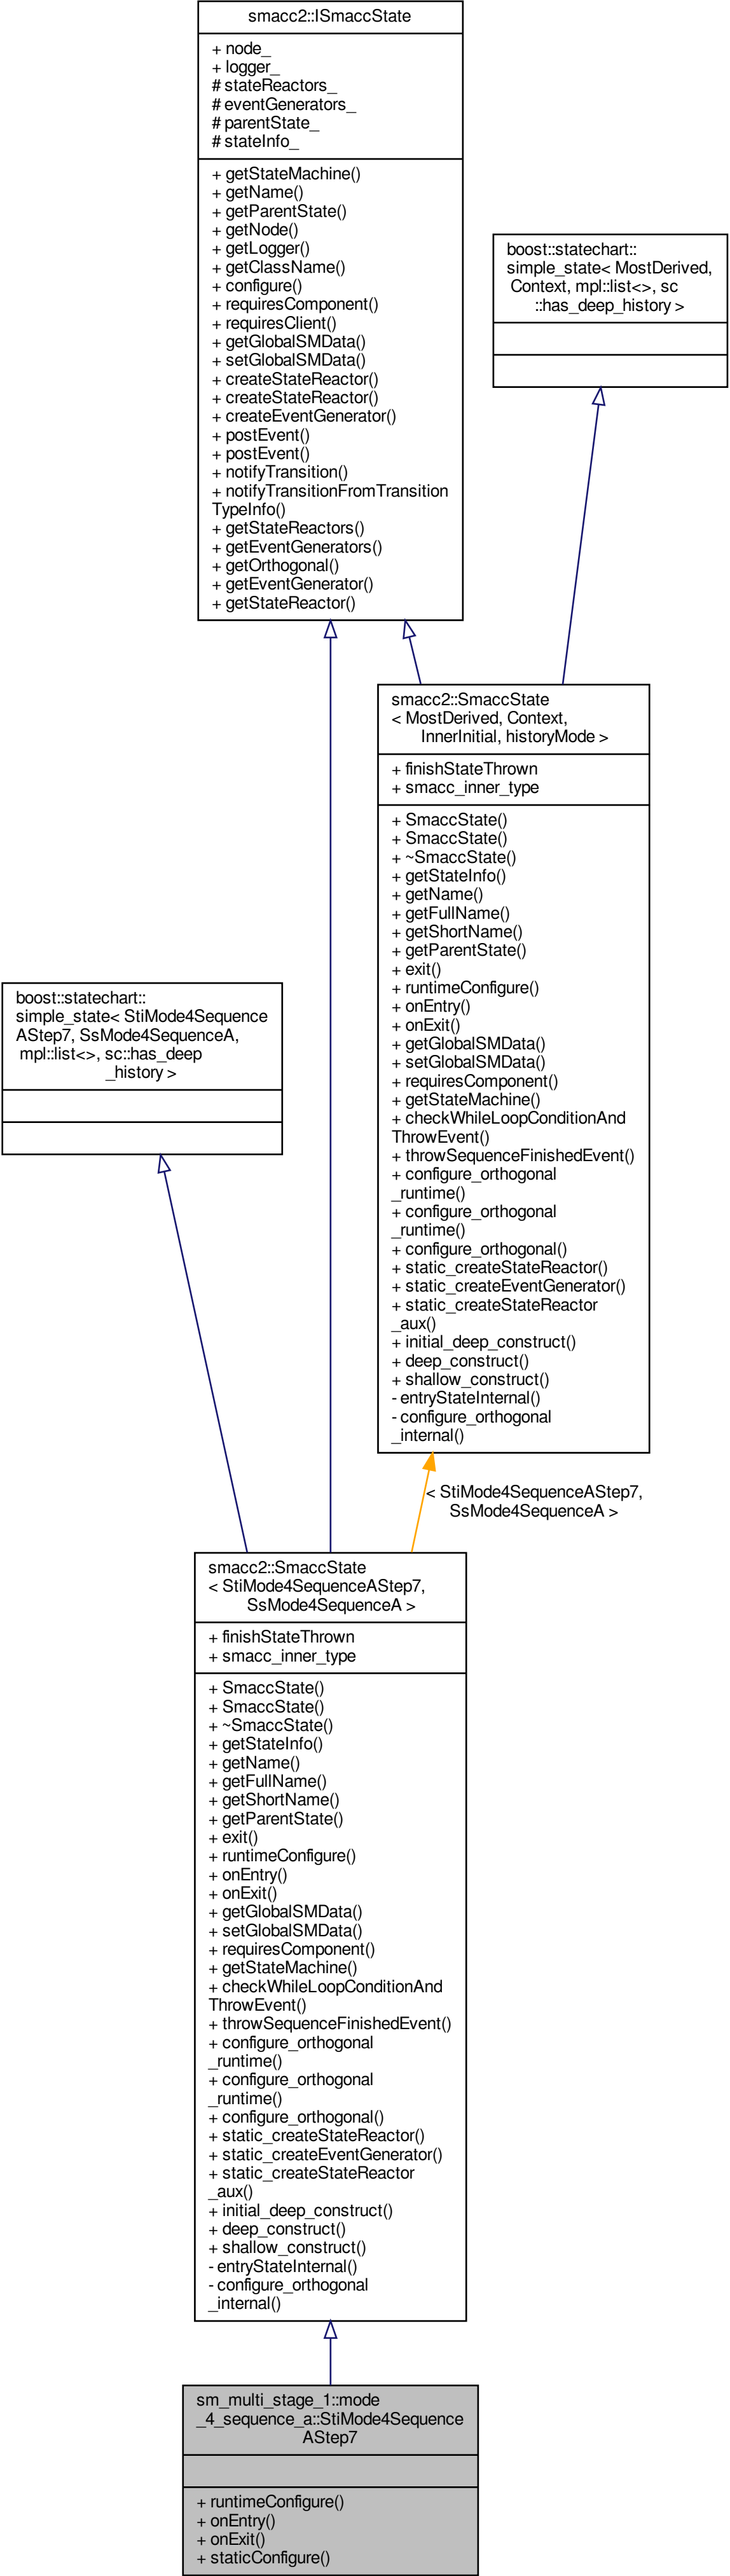 smacc2::ISmaccState
+ node_
+ logger_
# stateReactors_
# eventGenerators_
# parentState_
# stateInfo_
+ getStateMachine()
+ getName()
+ getParentState()
+ getNode()
+ getLogger()
+ getClassName()
+ configure()
+ requiresComponent()
+ requiresClient()
+ getGlobalSMData()
+ setGlobalSMData()
+ createStateReactor()
+ createStateReactor()
+ createEventGenerator()
+ postEvent()
+ postEvent()
+ notifyTransition()
+ notifyTransitionFromTransition
TypeInfo()
+ getStateReactors()
+ getEventGenerators()
+ getOrthogonal()
+ getEventGenerator()
+ getStateReactor()
boost::statechart::
simple_state< MostDerived,
Context, mpl::list<>, sc
::has_deep_history >
smacc2::SmaccState
< MostDerived, Context,
InnerInitial, historyMode >
+ finishStateThrown
+ smacc_inner_type
+ SmaccState()
+ SmaccState()
+ ~SmaccState()
+ getStateInfo()
+ getName()
+ getFullName()
+ getShortName()
+ getParentState()
+ exit()
+ runtimeConfigure()
+ onEntry()
+ onExit()
+ getGlobalSMData()
+ setGlobalSMData()
+ requiresComponent()
+ getStateMachine()
+ checkWhileLoopConditionAnd
ThrowEvent()
+ throwSequenceFinishedEvent()
+ configure_orthogonal
_runtime()
+ configure_orthogonal
_runtime()
+ configure_orthogonal()
+ static_createStateReactor()
+ static_createEventGenerator()
+ static_createStateReactor
_aux()
+ initial_deep_construct()
+ deep_construct()
+ shallow_construct()
- entryStateInternal()
- configure_orthogonal
_internal()
boost::statechart::
simple_state< StiMode4Sequence
AStep7, SsMode4SequenceA,
mpl::list<>, sc::has_deep
_history >
< StiMode4SequenceAStep7,
SsMode4SequenceA >
smacc2::SmaccState
< StiMode4SequenceAStep7,
SsMode4SequenceA >
+ finishStateThrown
+ smacc_inner_type
+ SmaccState()
+ SmaccState()
+ ~SmaccState()
+ getStateInfo()
+ getName()
+ getFullName()
+ getShortName()
+ getParentState()
+ exit()
+ runtimeConfigure()
+ onEntry()
+ onExit()
+ getGlobalSMData()
+ setGlobalSMData()
+ requiresComponent()
+ getStateMachine()
+ checkWhileLoopConditionAnd
ThrowEvent()
+ throwSequenceFinishedEvent()
+ configure_orthogonal
_runtime()
+ configure_orthogonal
_runtime()
+ configure_orthogonal()
+ static_createStateReactor()
+ static_createEventGenerator()
+ static_createStateReactor
_aux()
+ initial_deep_construct()
+ deep_construct()
+ shallow_construct()
- entryStateInternal()
- configure_orthogonal
_internal()
sm_multi_stage_1::mode
_4_sequence_a::StiMode4Sequence
AStep7
+ runtimeConfigure()
+ onEntry()
+ onExit()
+ staticConfigure()